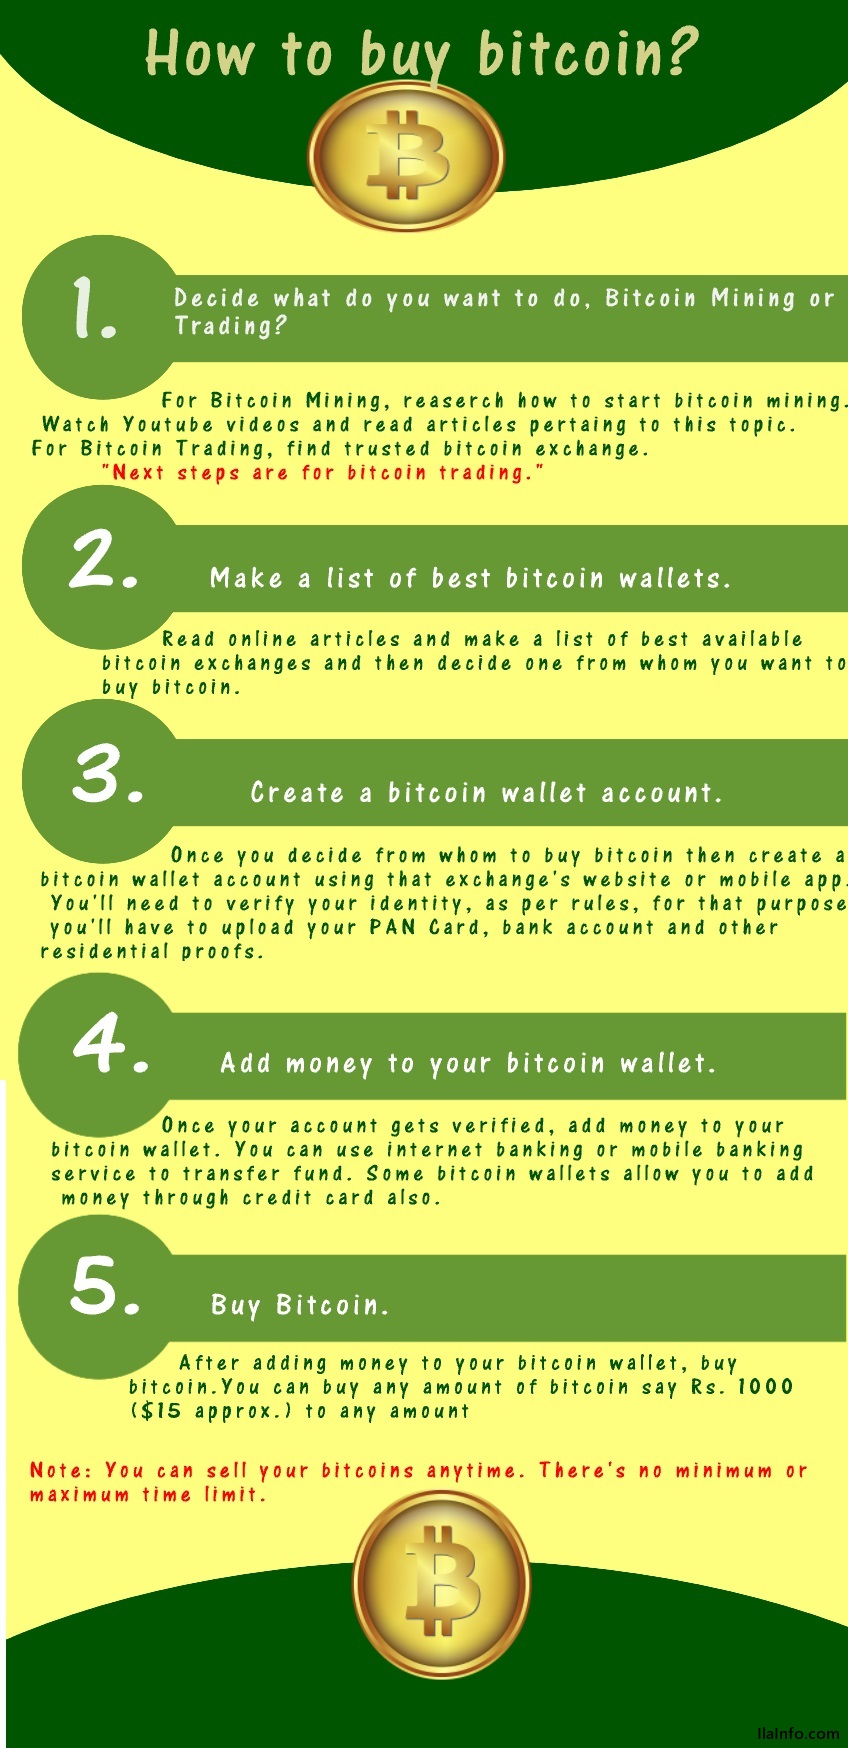 How to buy bitcoin?
1.
Decide what do you want to do, Bitcoin Mining or
Trading?
For Bitcoin Mining, reaserch how to start bitcoin mining.
Watch Youtube videos and read articles pertaing to this topic.
For Bitcoin Trading, find trusted bitcoin exchange.
"Next steps are for bitcoin trading."
2.
Make a list of best bitcoin wallets.
Read online articles and make a list of best available
bitcoin exchanges and then decide one from whom you want to
buy bitcoin.
3.
Create a bitcoin wallet account.
Once you decide from whom to buy bitcoin then create a
bitcoin wallet account using that exchange's website or mobile app.
You'll need to verify your identity, as per rules, for that purpose
you'll have to upload your PAN Card, bank account and other
residential proofs.
4.
Add money to your bitcoin wallet.
Once your account gets verified, add money to your
bitcoin wallet. You can use internet banking or mobile banking
service to transfer fund. Some bitcoin wallets allow you to add
money through credit card also.
5.
Buy Bitcoin.
After adding money to your bitcoin wallet, buy
bitcoin.You can buy any amount of bitcoin say Rs. 1000
($15 approx.) to any amount
Note: You can sell your bitcoins anytime. There's no minimum or
maximum time limit.
IlaInfo.com